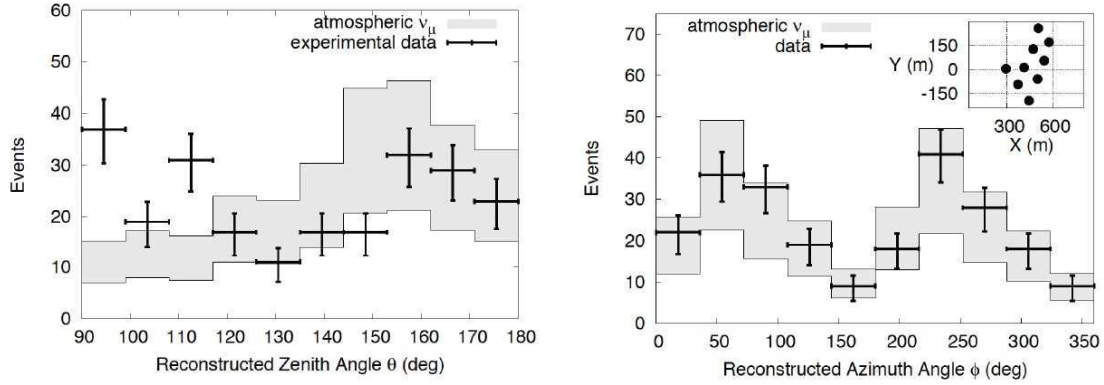 60
50
40
30
20
10
0
Events
atmospheric ν_μ
experimental data
90 100 110 120 130 140 150 160 170 180
Reconstructed Zenith Angle θ (deg)
70
60
50
40
30
20
10
0
Events
atmospheric ν_μ
data
150
0
-150
Y (m)
300 600
X (m)
0 50 100 150 200 250 300 350
Reconstructed Azimuth Angle ϕ (deg)